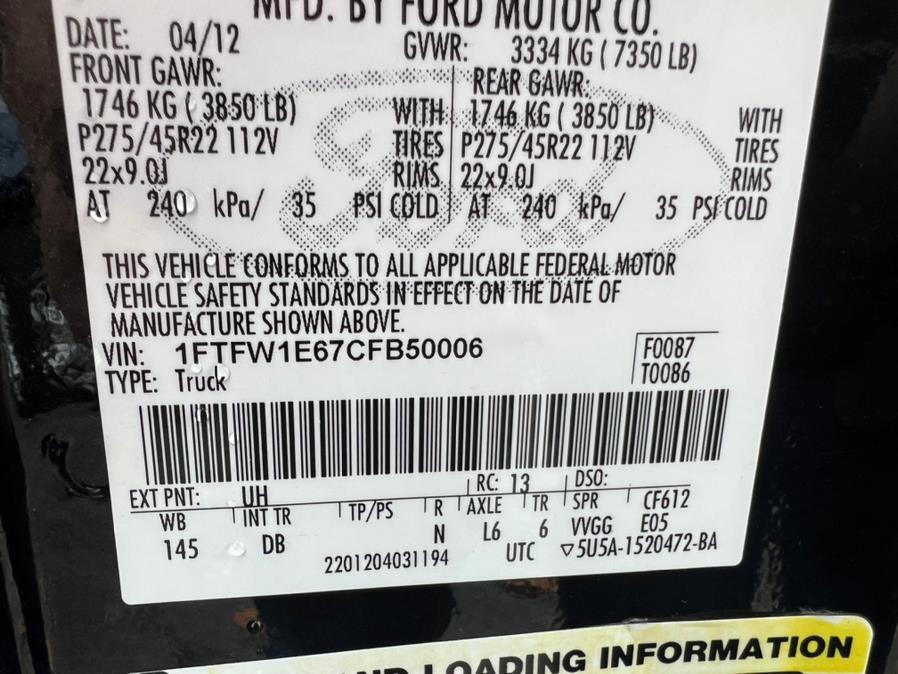 MFD. BY FORD MOTOR CO.
DATE: 04/12 GVWR: 3334 KG ( 7350 LB)
FRONT GAWR: REAR GAWR:
1746 KG ( 3850 LB) WITH 1746 KG ( 3850 LB) WITH
P275/45R22 112V TIRES P275/45R22 112V TIRES
22x9.0J RIMS 22x9.0J RIMS
AT 240 kPa/ 35 PSI COLD AT 240 kPa/ 35 PSI COLD
Ford
THIS VEHICLE CONFORMS TO ALL APPLICABLE FEDERAL MOTOR
VEHICLE SAFETY STANDARDS IN EFFECT ON THE DATE OF
MANUFACTURE SHOWN ABOVE.
VIN: 1FTFW1E67CFB50006 F0087
TYPE: Truck T0086
EXT PNT: UH RC: 13 DSO:
WB INT TR TP/PS R AXLE TR SPR CF612
145 DB N L6 6 VVGG E05
2201204031194 UTC ▽5U5A-1520472-BA
AND LOADING INFORMATION